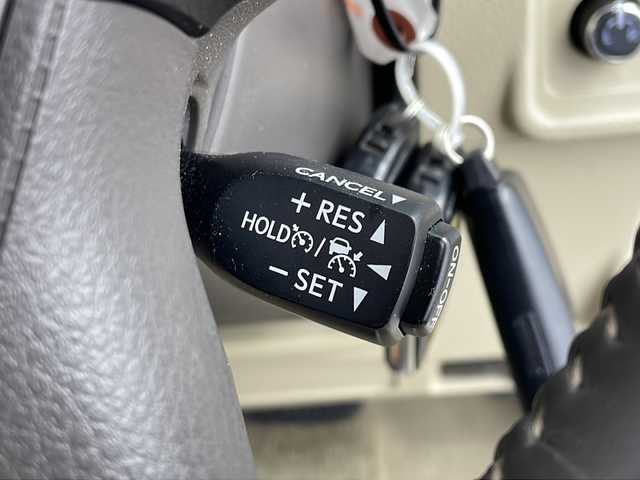 CANCEL
+ RES
HOLD /
- SET
ON-OFF